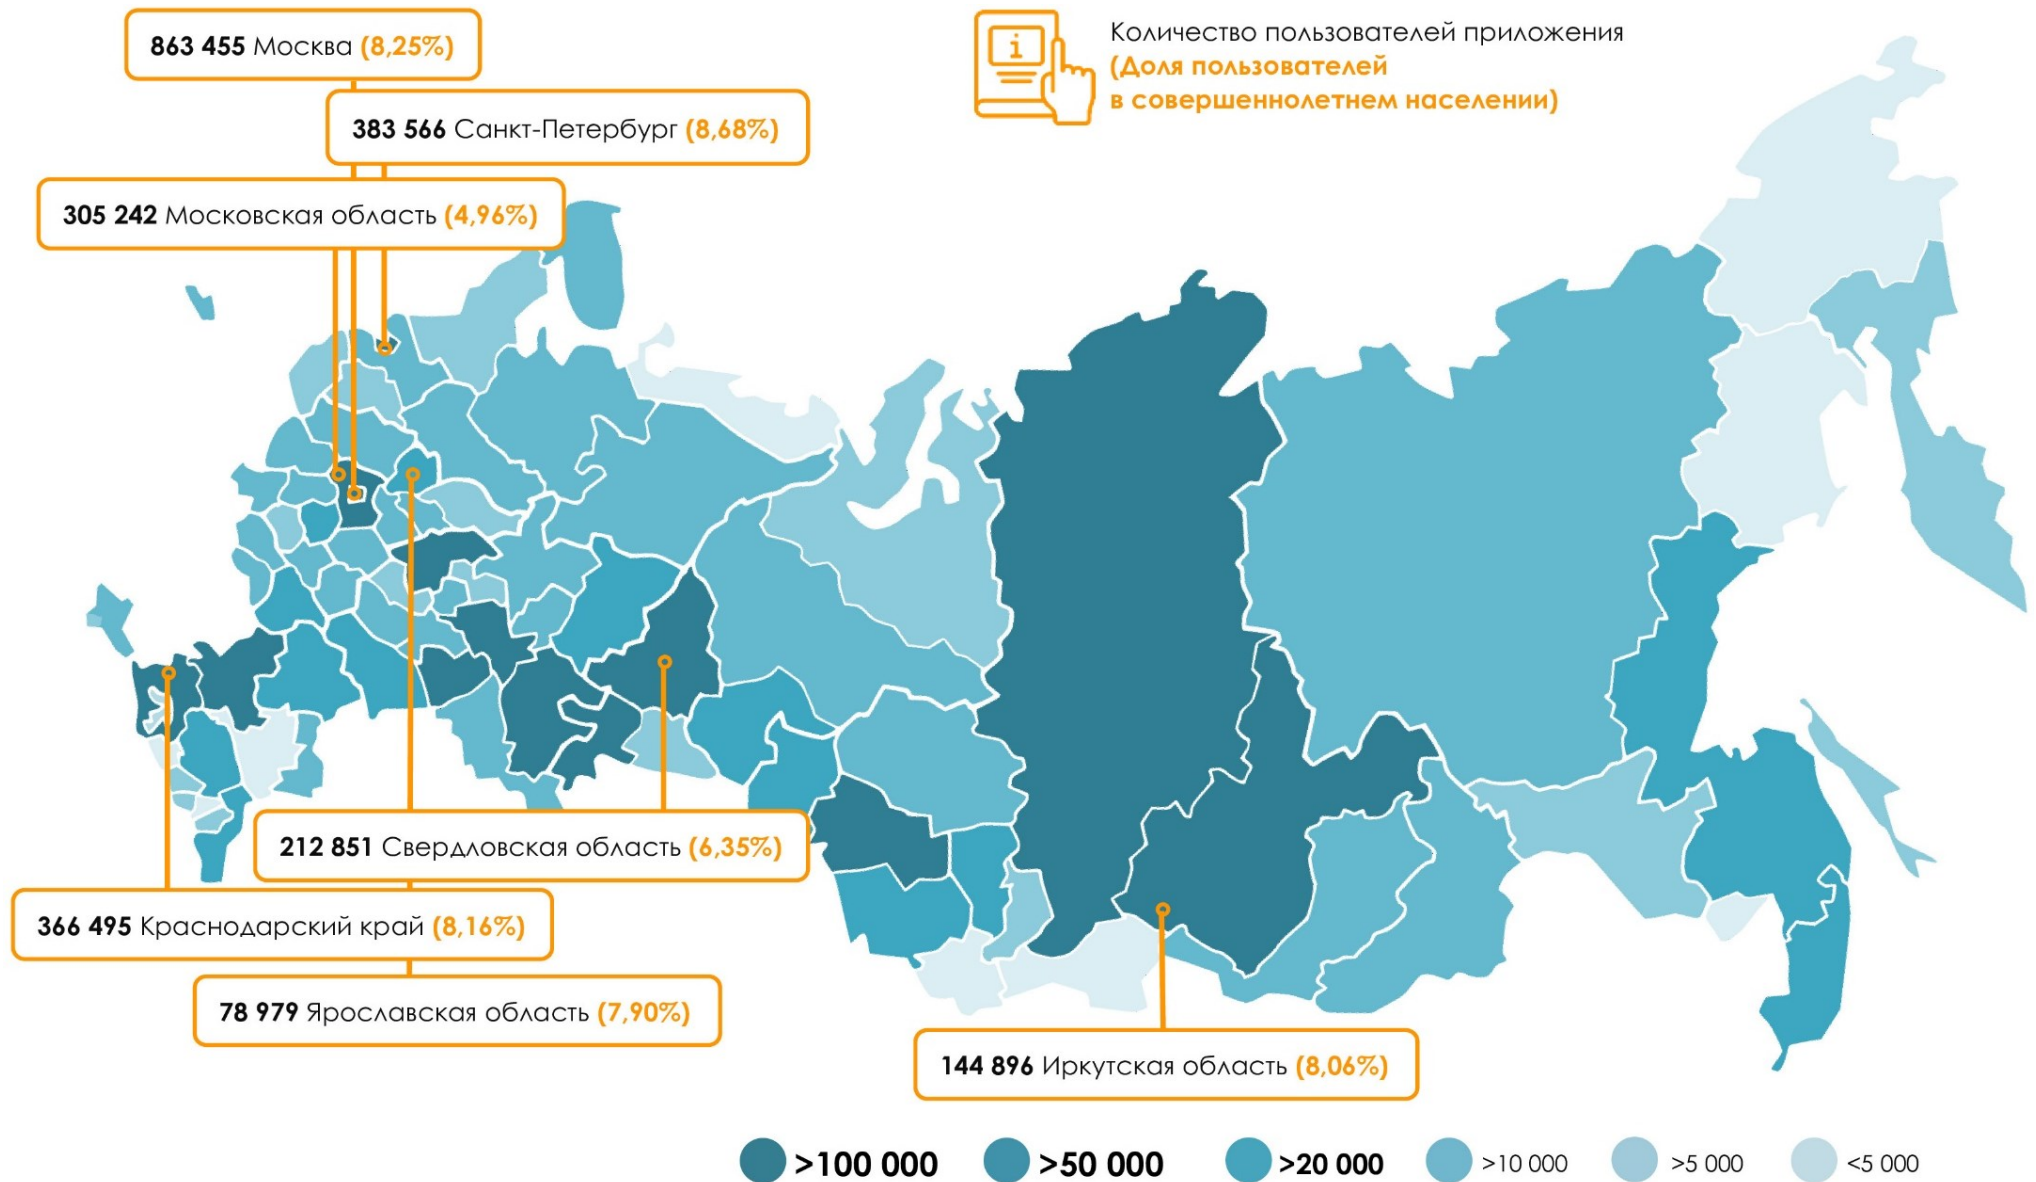 863 455 Москва (8,25%)
Количество пользователей приложения
(Доля пользователей
в совершеннолетнем населении)
i
383 566 Санкт-Петербург (8,68%)
305 242 Московская область (4,96%)
212 851 Свердловская область (6,35%)
366 495 Краснодарский край (8,16%)
78 979 Ярославская область (7,90%)
144 896 Иркутская область (8,06%)
>100 000 >50 000 >20 000 >10 000 >5 000 <5 000